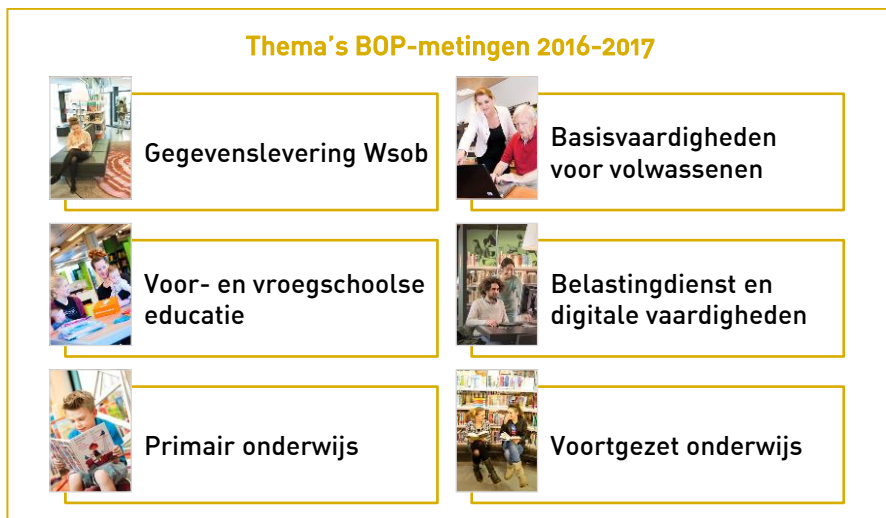 Thema's BOP-metingen 2016-2017
Gegevenslevering Wsob
Basisvaardigheden
voor volwassenen
Voor- en vroegschoolse
educatie
Belastingdienst en
digitale vaardigheden
Primair onderwijs
Voortgezet onderwijs